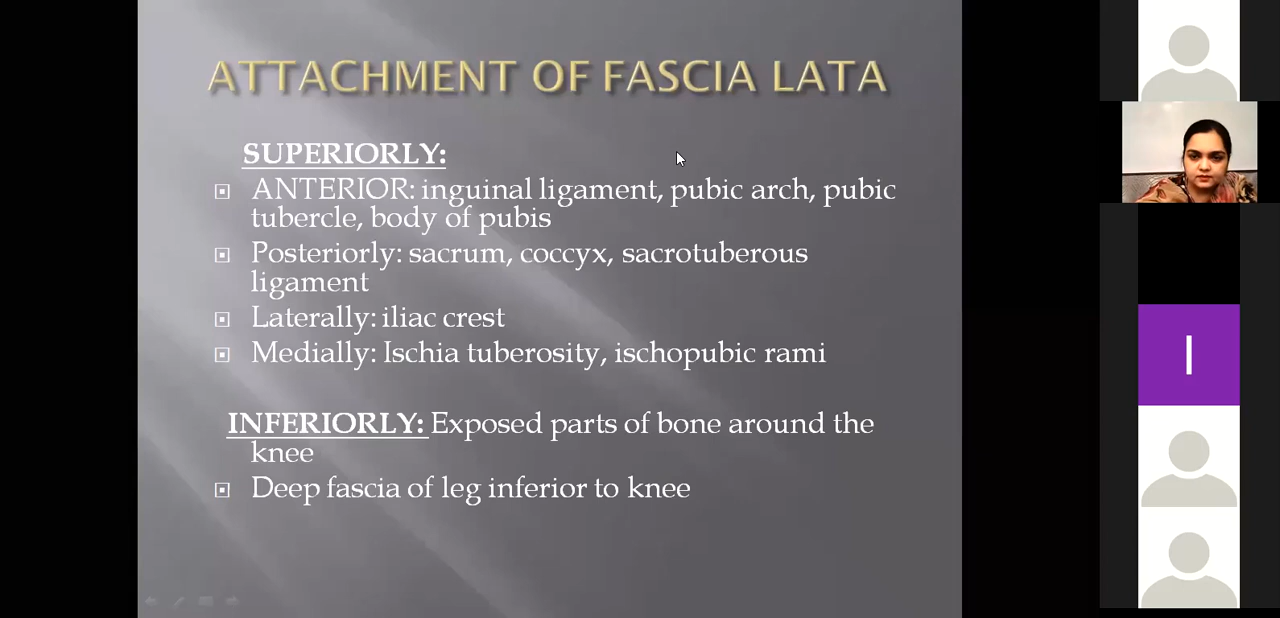 ATTACHMENT OF FASCIA LATA
SUPERIORLY:
ANTERIOR: inguinal ligament, pubic arch, pubic
tubercle, body of pubis
Posteriorly: sacrum, coccyx, sacrotuberous
ligament
Laterally: iliac crest
Medially: Ischia tuberosity, ischopubic rami
INFERIORLY: Exposed parts of bone around the
knee
Deep fascia of leg inferior to knee
I